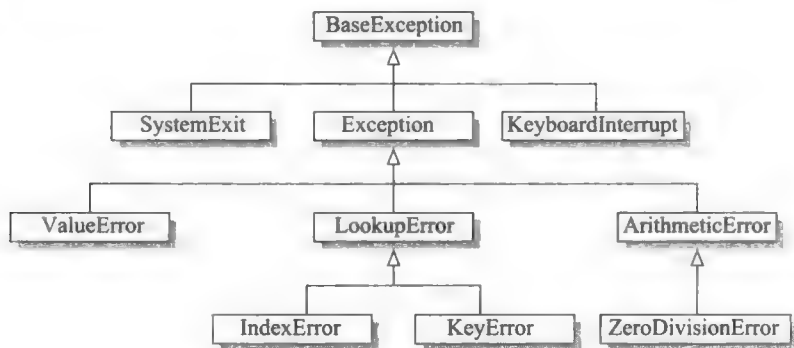 BaseException
SystemExit Exception KeyboardInterrupt
ValueError LookupError ArithmeticError
IndexError KeyError ZeroDivisionError